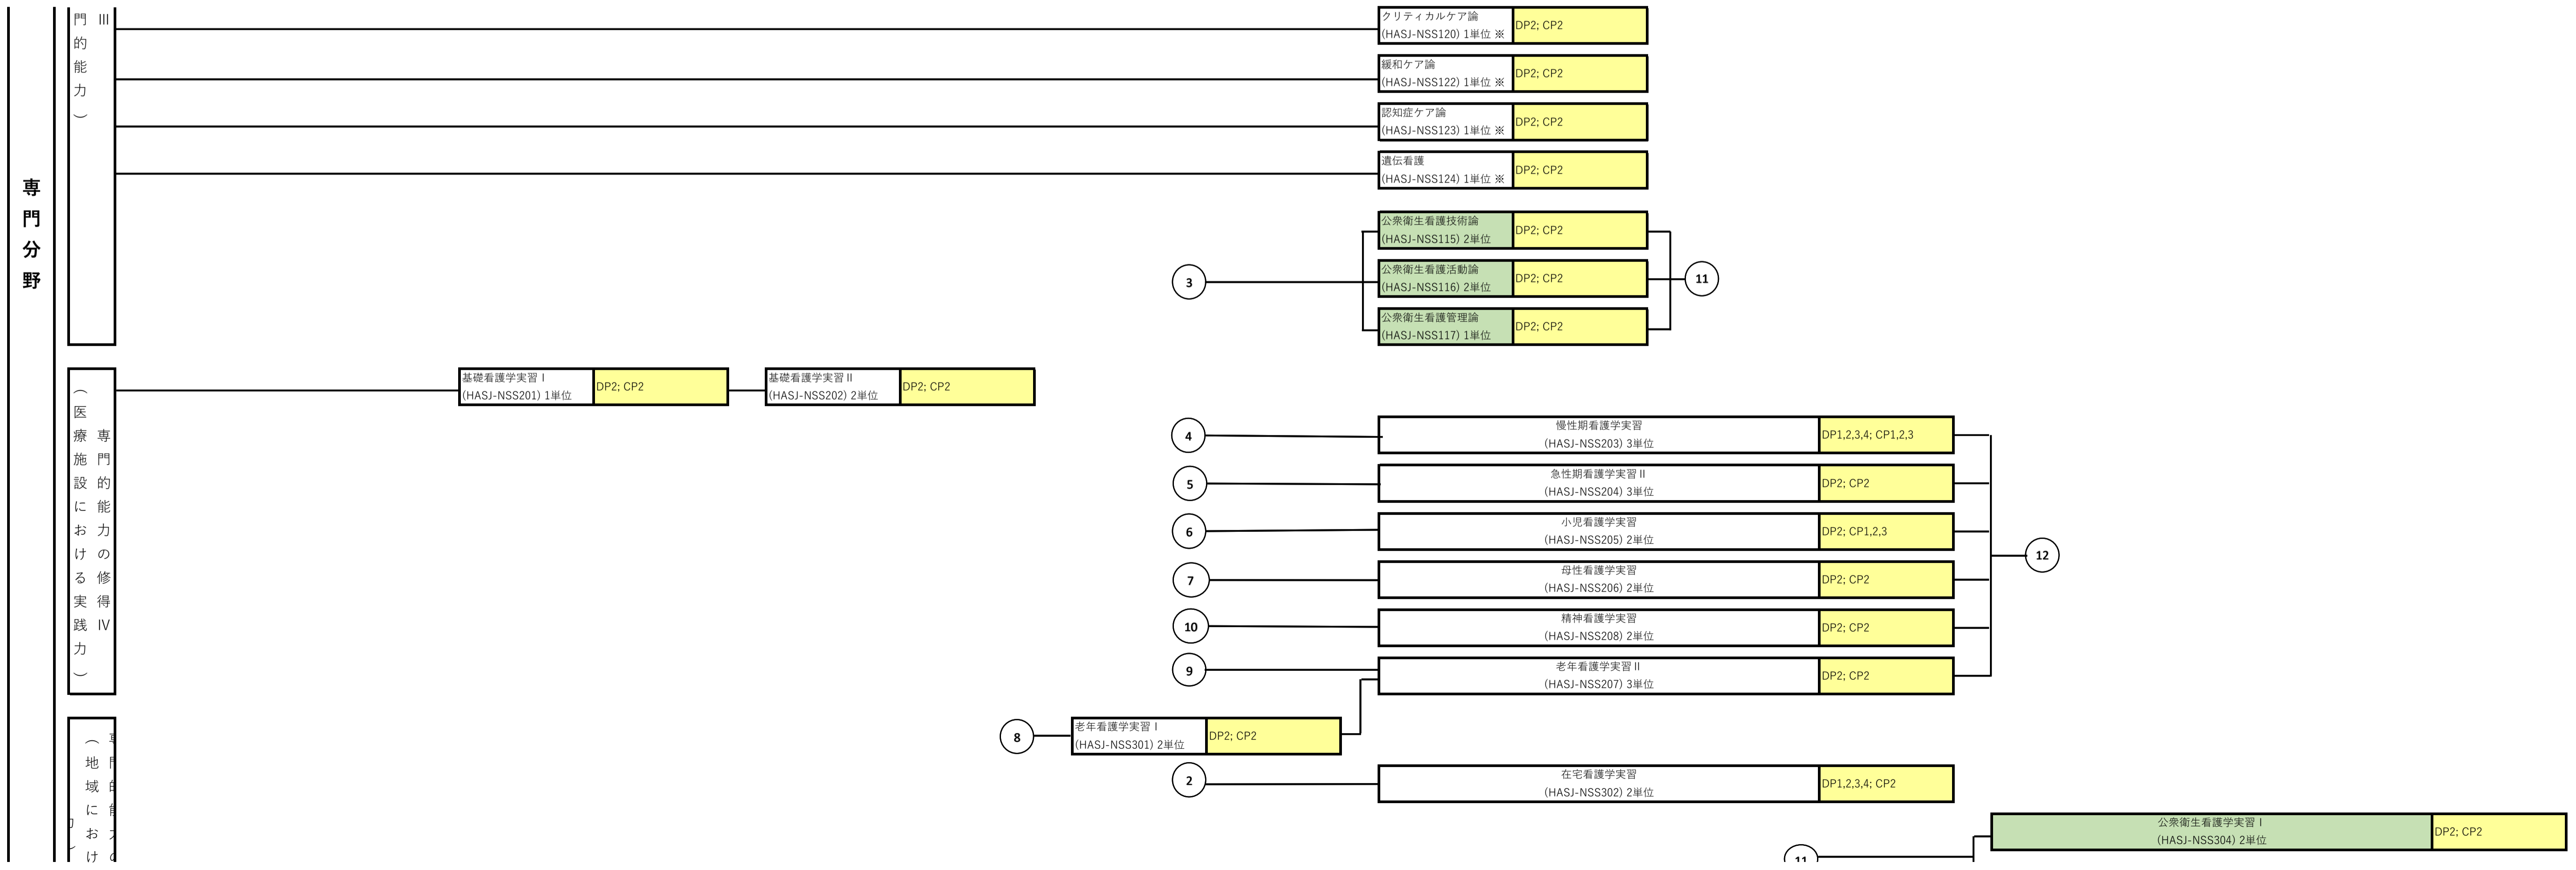 専門分野
門的能力）
Ⅲ
クリティカルケア論
(HASJ-NSS120) 1単位 ※
DP2; CP2
緩和ケア論
(HASJ-NSS122) 1単位 ※
DP2; CP2
認知症ケア論
(HASJ-NSS123) 1単位 ※
DP2; CP2
遺伝看護
(HASJ-NSS124) 1単位 ※
DP2; CP2
3
公衆衛生看護技術論
(HASJ-NSS115) 2単位
DP2; CP2
公衆衛生看護活動論
(HASJ-NSS116) 2単位
DP2; CP2
公衆衛生看護管理論
(HASJ-NSS117) 1単位
DP2; CP2
11
専門的能力の修得Ⅳ
（医療施設における実践力）
基礎看護学実習Ⅰ
(HASJ-NSS201) 1単位
DP2; CP2
基礎看護学実習Ⅱ
(HASJ-NSS202) 2単位
DP2; CP2
4
慢性期看護学実習
(HASJ-NSS203) 3単位
DP1,2,3,4; CP1,2,3
5
急性期看護学実習Ⅱ
(HASJ-NSS204) 3単位
DP2; CP2
6
小児看護学実習
(HASJ-NSS205) 2単位
DP2; CP1,2,3
7
母性看護学実習
(HASJ-NSS206) 2単位
DP2; CP2
10
精神看護学実習
(HASJ-NSS208) 2単位
DP2; CP2
9
老年看護学実習Ⅱ
(HASJ-NSS207) 3単位
DP2; CP2
12
8
老年看護学実習Ⅰ
(HASJ-NSS301) 2単位
DP2; CP2
2
在宅看護学実習
(HASJ-NSS302) 2単位
DP1,2,3,4; CP2
（地域におけ
11
公衆衛生看護学実習Ⅰ
(HASJ-NSS304) 2単位
DP2; CP2